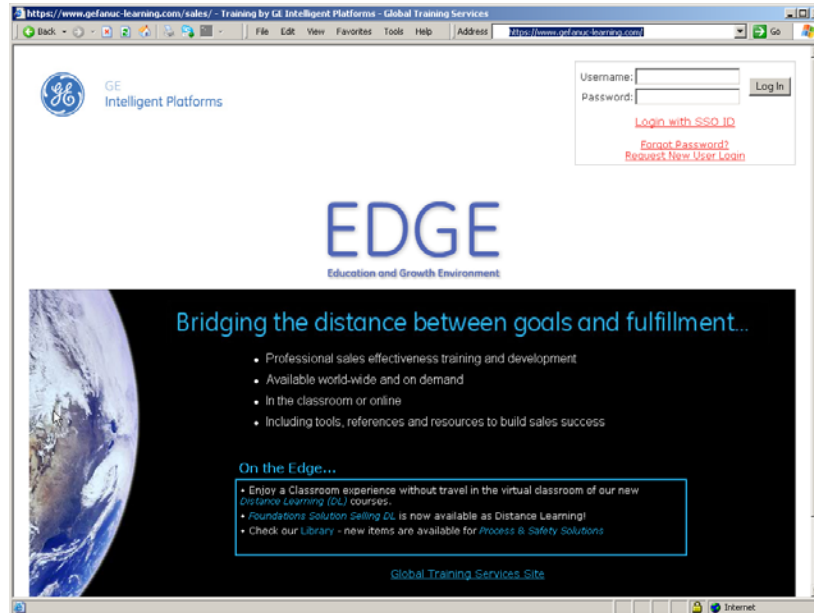 https://www.gefanuc-learning.com/sales/ - Training by GE Intelligent Platforms - Global Training Services
Back File Edit View Favorites Tools Help Address https://www.gefanuc-learning.com/ Go
GE
Intelligent Platforms
Username:
Password:
Log In
Login with SSO ID
Forgot Password?
Request New User Login
EDGE
Education and Growth Environment
Bridging the distance between goals and fulfillment...
• Professional sales effectiveness training and development
• Available world-wide and on demand
• In the classroom or online
• Including tools, references and resources to build sales success
On the Edge...
• Enjoy a Classroom experience without travel in the virtual classroom of our new
Distance Learning (DL) courses.
• Foundations Solution Selling DL is now available as Distance Learning!
• Check our Library - new items are available for Process & Safety Solutions
Global Training Services Site
Internet